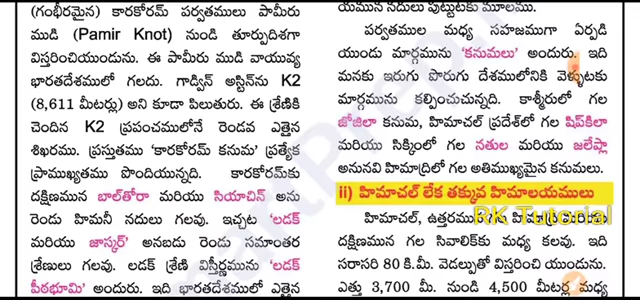 (గంభీరమైన) కారకోరమ్ పర్వతములు పామీరు
ముడి (Pamir Knot) నుండి తూర్పుదిశగా
విస్తరించియుండును. ఈ పామీరు ముడి వాయువ్య
భారతదేశములో గలదు. గాడ్విన్ అస్టిన్‌ను K2
(8,611 మీటర్లు) అని కూడా పిలుతురు. ఈ శ్రేణికి
చెందిన K2 ప్రపంచములోనే రెండవ ఎత్తైన
శిఖరము. ప్రస్తుతము 'కారకోరమ్ కనుమ' ప్రత్యేక
ప్రాముఖ్యతము పొందియున్నది. కారకోరమ్‌కు
దక్షిణమున బాల్‌తోరా మరియు సియాచిన్ అను
రెండు హిమనీ నదులు గలవు. ఇచ్చట 'లడక్
మరియు జాస్కర్' అనబడు రెండు సమాంతర
శ్రేణులు గలవు. లడక్ శ్రేణి విస్తీర్ణమును 'లడక్
పీఠభూమి' అందురు. ఇది భారతదేశములో ఎత్తైన
యమున నదులు పుట్టుటకు మూలము.
పర్వతముల మధ్య సహజముగా ఏర్పడి
యుండు మార్గమును 'కనుమలు' అందురు. ఇది
మనకు ఇరుగు పొరుగు దేశములోనికి వెళ్ళుటకు
మార్గమును కల్పించుచున్నది. కాశ్మీరులో గల
జోజిలా కనుమ, హిమాచల్ ప్రదేశ్‌లో గల షిప్‌కిలా
మరియు సిక్కింలో గల నతుల మరియు జలేప్లా
అనునవి హిమాద్రిలో గల అతిముఖ్యమైన కనుమలు.
ii) హిమాచల్ లేక తక్కువ హిమాలయములు
RK Tutorial
హిమాచల్, ఉత్తరమున గల హిమాద్రికి మరియు
దక్షిణమున గల సివాలిక్‌కు మధ్య కలవు. ఇది
సరాసరి 80 కి.మీ. వెడల్పుతో విస్తరించి యుండును.
ఎత్తు 3,700 మీ. నుండి 4,500 మీటర్ల మధ్య